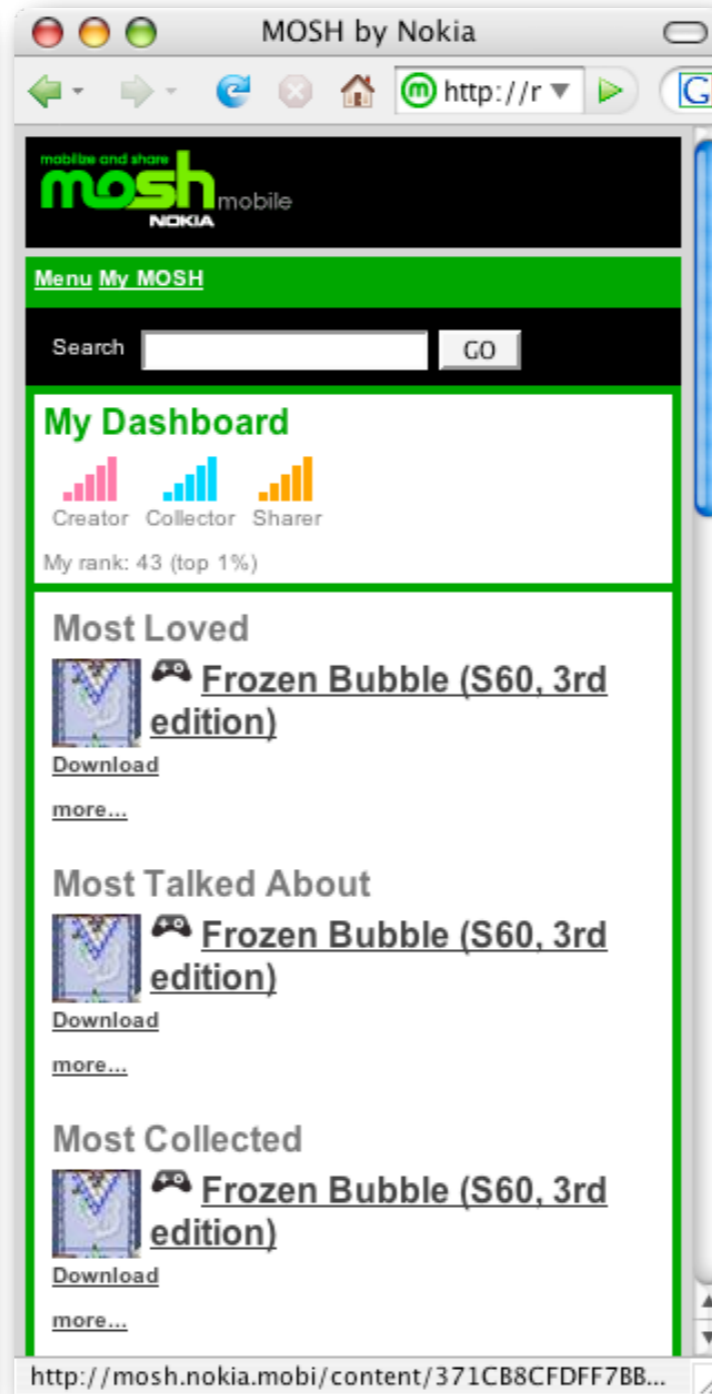 MOSH by Nokia
http://r
G
mobilize and share
mosh mobile
NOKIA
Menu My MOSH
Search GO
My Dashboard
Creator Collector Sharer
My rank: 43 (top 1%)
Most Loved
Frozen Bubble (S60, 3rd
edition)
Download
more...
Most Talked About
Frozen Bubble (S60, 3rd
edition)
Download
more...
Most Collected
Frozen Bubble (S60, 3rd
edition)
Download
more...
http://mosh.nokia.mobi/content/371CB8CFDFF7BB...